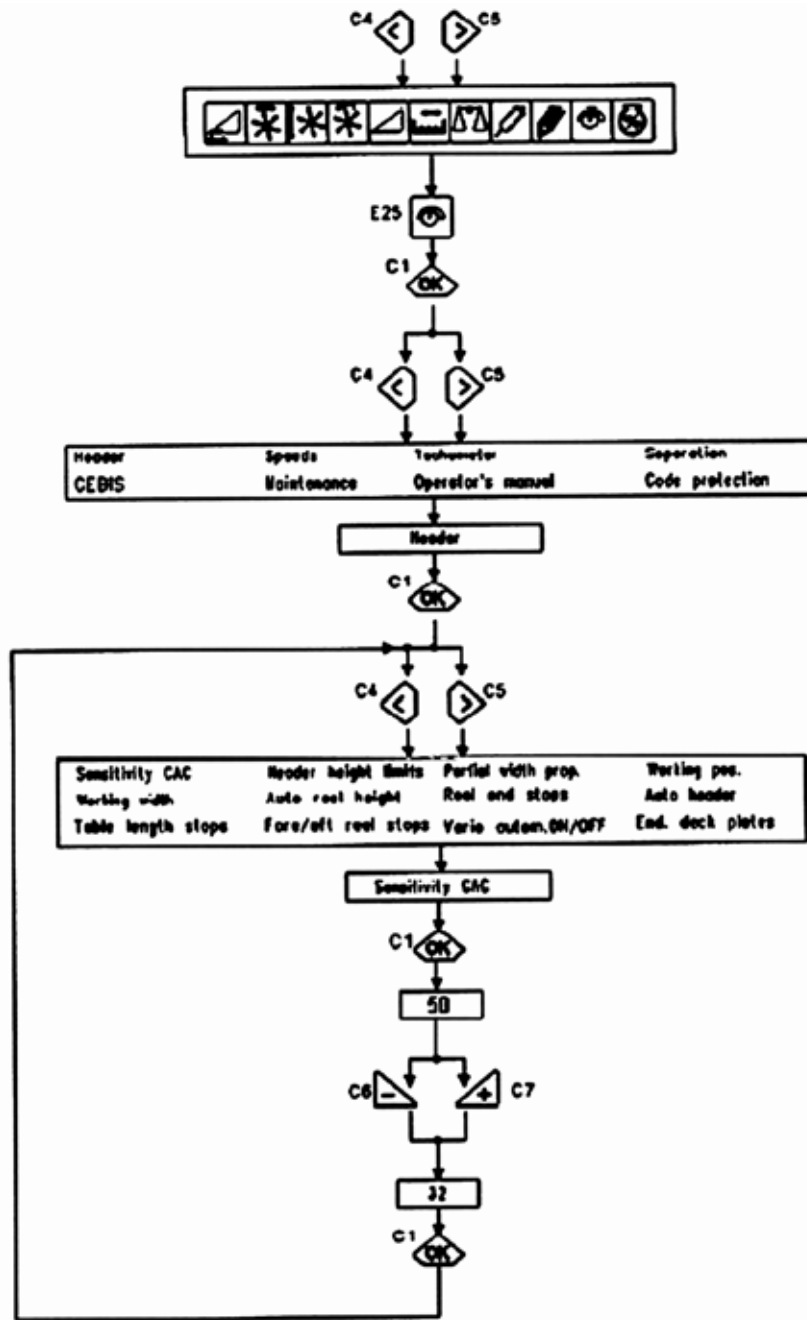 C4 C5
E25
C1
OK
C4 C5
Header Speeds Tachometer Separation
CEBIS Maintenance Operator's manual Code protection
Header
C1
OK
C4 C5
Sensitivity CAC Header height limits Partial width prop. Working pos.
Working width Auto reel height Reel end stops Auto header
Table length stops Fore/aft reel stops Vario autom.ON/OFF End. deck plates
Sensitivity CAC
C1
OK
50
C6 - + C7
32
C1
OK